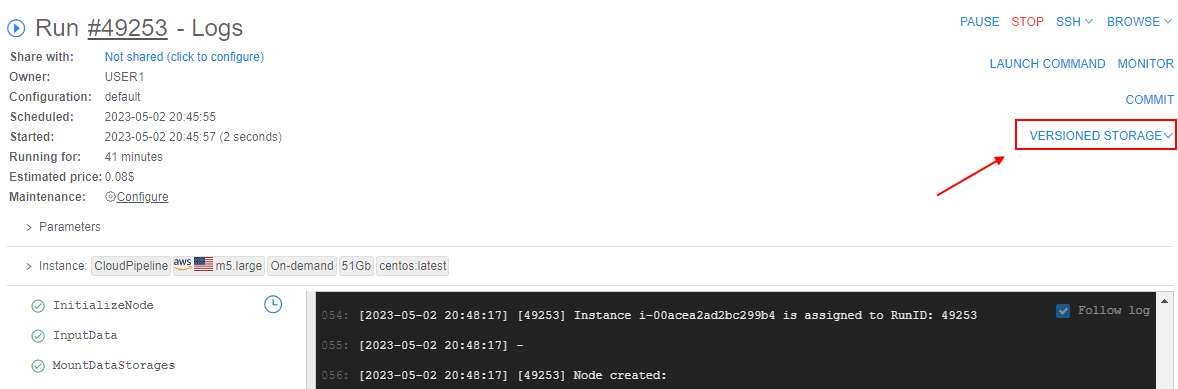 Run #49253 - Logs
PAUSE STOP SSH BROWSE
Share with: Not shared (click to configure)
LAUNCH COMMAND MONITOR
Owner: USER1
Configuration: default
COMMIT
Scheduled: 2023-05-02 20:45:55
Started: 2023-05-02 20:45:57 (2 seconds)
VERSIONED STORAGE
Running for: 41 minutes
Estimated price: 0.08$
Maintenance: Configure
Parameters
Instance: CloudPipeline aws m5.large On-demand 51Gb centos:latest
InitializeNode
InputData
MountDataStorages
Follow log
054: [2023-05-02 20:48:17] [49253] Instance i-00acea2ad2bc299b4 is assigned to RunID: 49253
055: [2023-05-02 20:48:17] -
056: [2023-05-02 20:48:17] [49253] Node created: